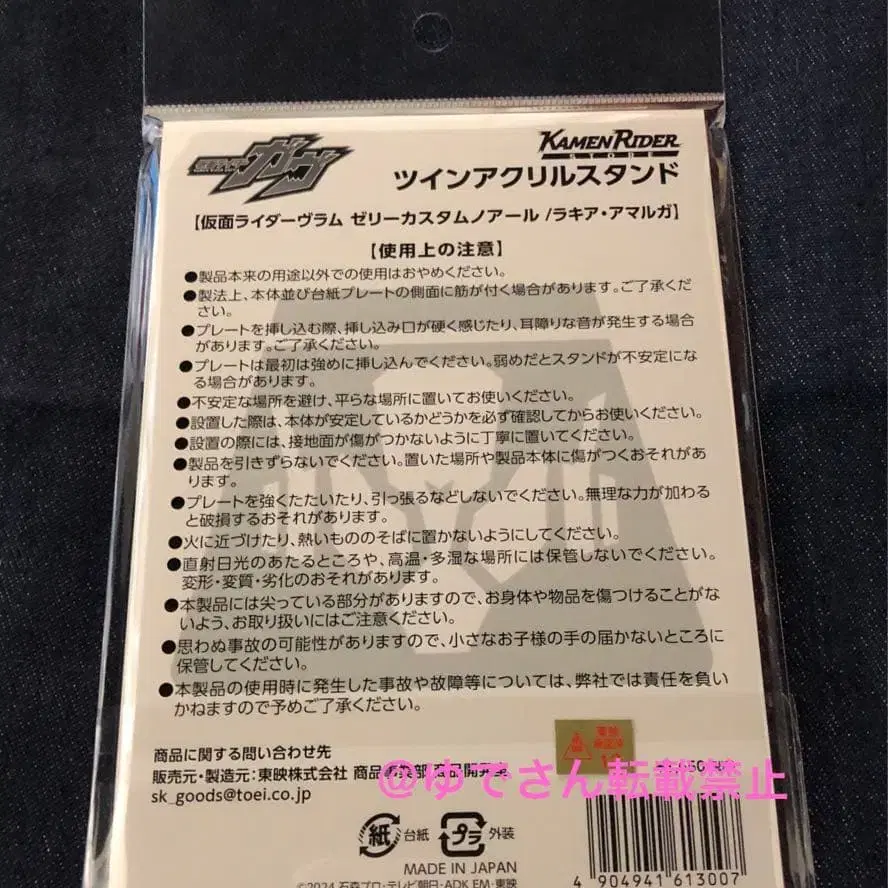 仮面ライダー ガヴ
KAMEN RIDER
STORE
ツインアクリルスタンド
【仮面ライダーヴラム ゼリーカスタムノアール /ラキア・アマルガ】
【使用上の注意】
●製品本来の用途以外での使用はおやめください。
●製法上、本体並び台紙プレートの側面に筋が付く場合があります。ご了承くだ
さい。
●プレートを挿し込む際、挿し込み口が硬く感じたり、耳障りな音が発生する場合
があります。ご了承ください。
●プレートは最初は強めに挿し込んでください。弱めだとスタンドが不安定にな
る場合があります。
●不安定な場所を避け、平らな場所に置いてお使いください。
●設置した際は、本体が安定しているかどうかを必ず確認してからお使いください。
●設置の際には、接地面が傷がつかないように丁寧に置いてください。
●製品を引きずらないでください。置いた場所や製品本体に傷がつくおそれがあ
ります。
●プレートを強くたたいたり、引っ張るなどしないでください。無理な力が加わる
と破損するおそれがあります。
●火に近づけたり、熱いもののそばに置かないようにしてください。
●直射日光のあたるところや、高温・多湿な場所には保管しないでください。
変形・変質・劣化のおそれがあります。
●本製品には尖っている部分がありますので、お身体や物品を傷つけることがな
いよう、お取り扱いにはご注意ください。
●思わぬ事故の可能性がありますので、小さなお子様の手の届かないところに
保管してください。
●本製品の使用時に発生した事故や故障等については、弊社では責任を負い
かねますので予めご了承ください。
商品に関する問い合わせ先
販売元・製造元：東映株式会社 商品事業部
sk_goods@toei.co.jp
@ゆでさん転載禁止
紙 台紙 プラ 外装
MADE IN JAPAN
©2024 石森プロ・テレビ朝日・ADK EM・東映
4 904941 613007